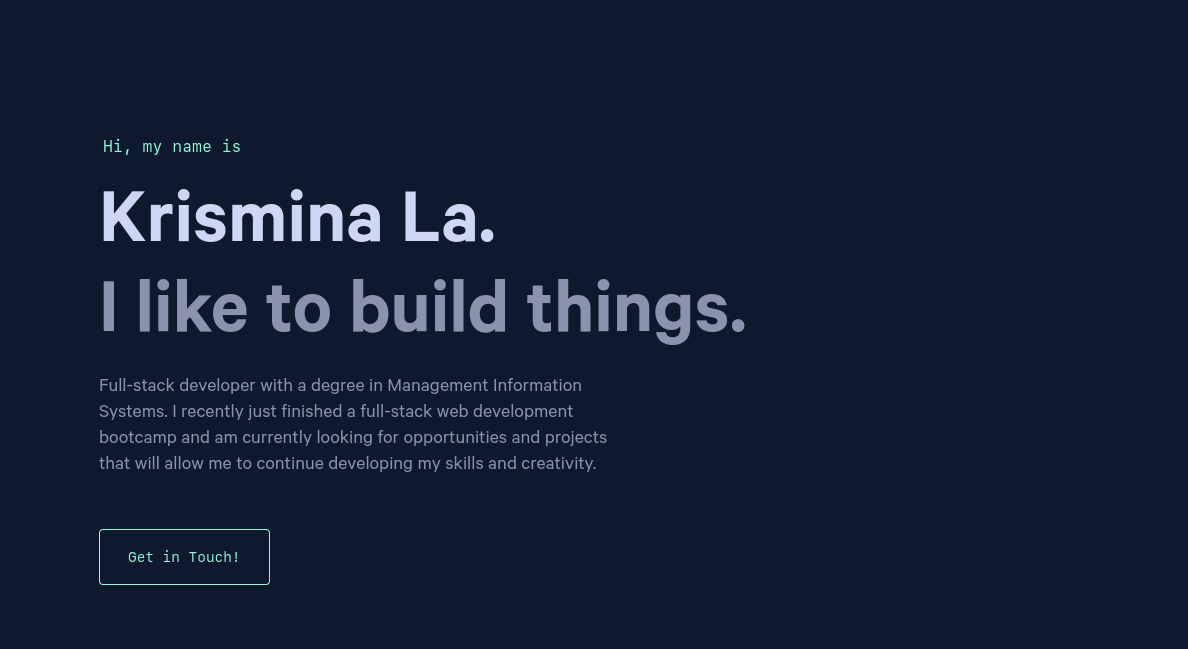 Hi, my name is
Krismina La.
I like to build things.
Full-stack developer with a degree in Management Information
Systems. I recently just finished a full-stack web development
bootcamp and am currently looking for opportunities and projects
that will allow me to continue developing my skills and creativity.
Get in Touch!